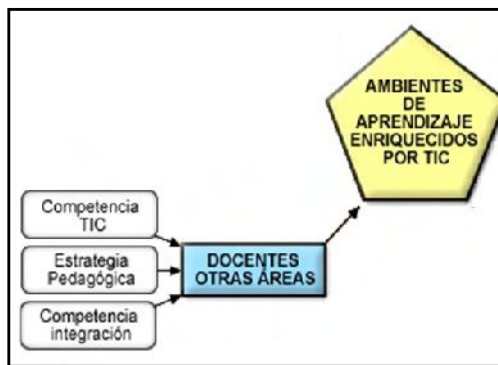 AMBIENTES
DE
APRENDIZAJE
ENRIQUECIDOS
POR TIC
Competencia
TIC
Estrategia
Pedagógica
Competencia
integración
DOCENTES
OTRAS ÁREAS